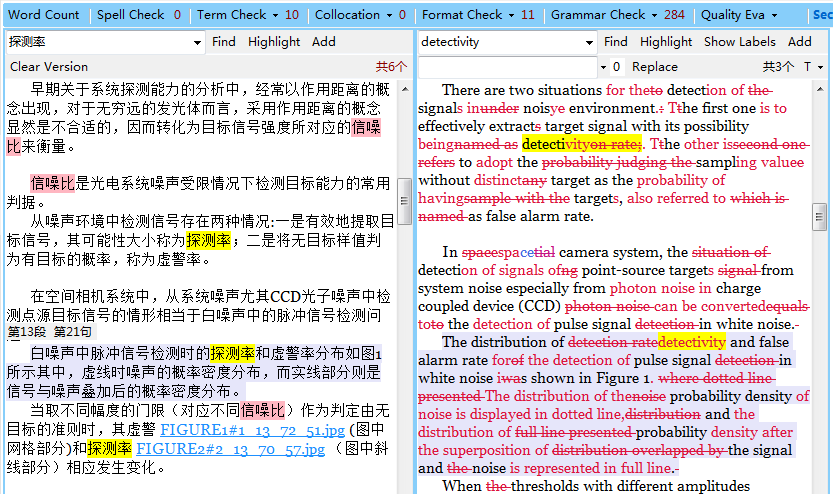 Word Count Spell Check 0 Term Check 10 Collocation 0 Format Check 11 Grammar Check 284 Quality Eva Sec
探测率 Find Highlight Add
Clear Version 共6个
早期关于系统探测能力的分析中，经常以作用距离的概
念出现，对于无穷远的发光体而言，采用作用距离的概念
显然是不合适的，因而转化为目标信号强度所对应的信噪
比来衡量。
信噪比是光电系统噪声受限情况下检测目标能力的常用
判据。
从噪声环境中检测信号存在两种情况:一是有效地提取目
标信号，其可能性大小称为探测率；二是将无目标样值判
为有目标的概率，称为虚警率。
在空间相机系统中，从系统噪声尤其CCD光子噪声中检
测点源目标信号的情形相当于白噪声中的脉冲信号检测问
第13段 第21句
白噪声中脉冲信号检测时的探测率和虚警率分布如图1
所示其中，虚线时噪声的概率密度分布，而实线部分则是
信号与噪声叠加后的概率密度分布。
当取不同幅度的门限（对应不同信噪比）作为判定由无
目标的准则时，其虚警 FIGURE1#1_13_72_51.jpg (图中
网格部分)和探测率 FIGURE2#2_13_70_57.jpg （图中斜
线部分）相应发生变化。
detectivity Find Highlight Show Labels Add
0 Replace 共3个 T
There are two situations for theto detection of the
signals inunder noisye environment.: Tthe first one is to
effectively extracts target signal with its possibility
beingnamed as detectivityon rate;. Tthe other issecond one
refers to adopt the probability judging the sampling valuee
without distinctany target as the probability of
havingsample with the targets, also referred to which is
named as false alarm rate.
In spacespacetial camera system, the situation of
detection of signals ofng point-source targets signal from
system noise especially from photon noise in charge
coupled device (CCD) photon noise can be convertedequals
toto the detection of pulse signal detection in white noise.
The distribution of detection ratedetectivity and false
alarm rate forof the detection of pulse signal detection in
white noise iwas shown in Figure 1. where dotted line
presented The distribution of thenoise probability density of
noise is displayed in dotted line,distribution and the
distribution of full line presented probability density after
the superposition of distribution overlapped by the signal
and the noise is represented in full line.
When the thresholds with different amplitudes